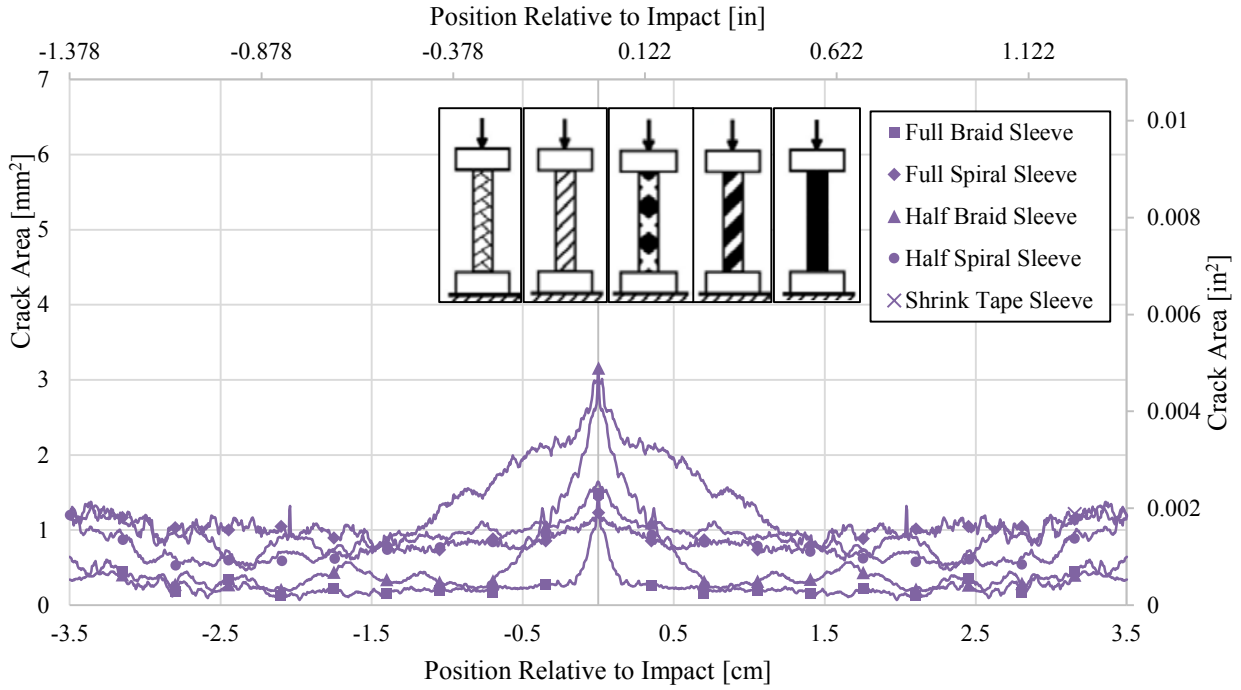 Position Relative to Impact [in]
-1.378 -0.878 -0.378 0.122 0.622 1.122
7
6
5
4
3
2
1
0
Crack Area [mm²]
Full Braid Sleeve
Full Spiral Sleeve
Half Braid Sleeve
Half Spiral Sleeve
Shrink Tape Sleeve
0.01
0.008
0.006
0.004
0.002
0
Crack Area [in²]
-3.5 -2.5 -1.5 -0.5 0.5 1.5 2.5 3.5
Position Relative to Impact [cm]